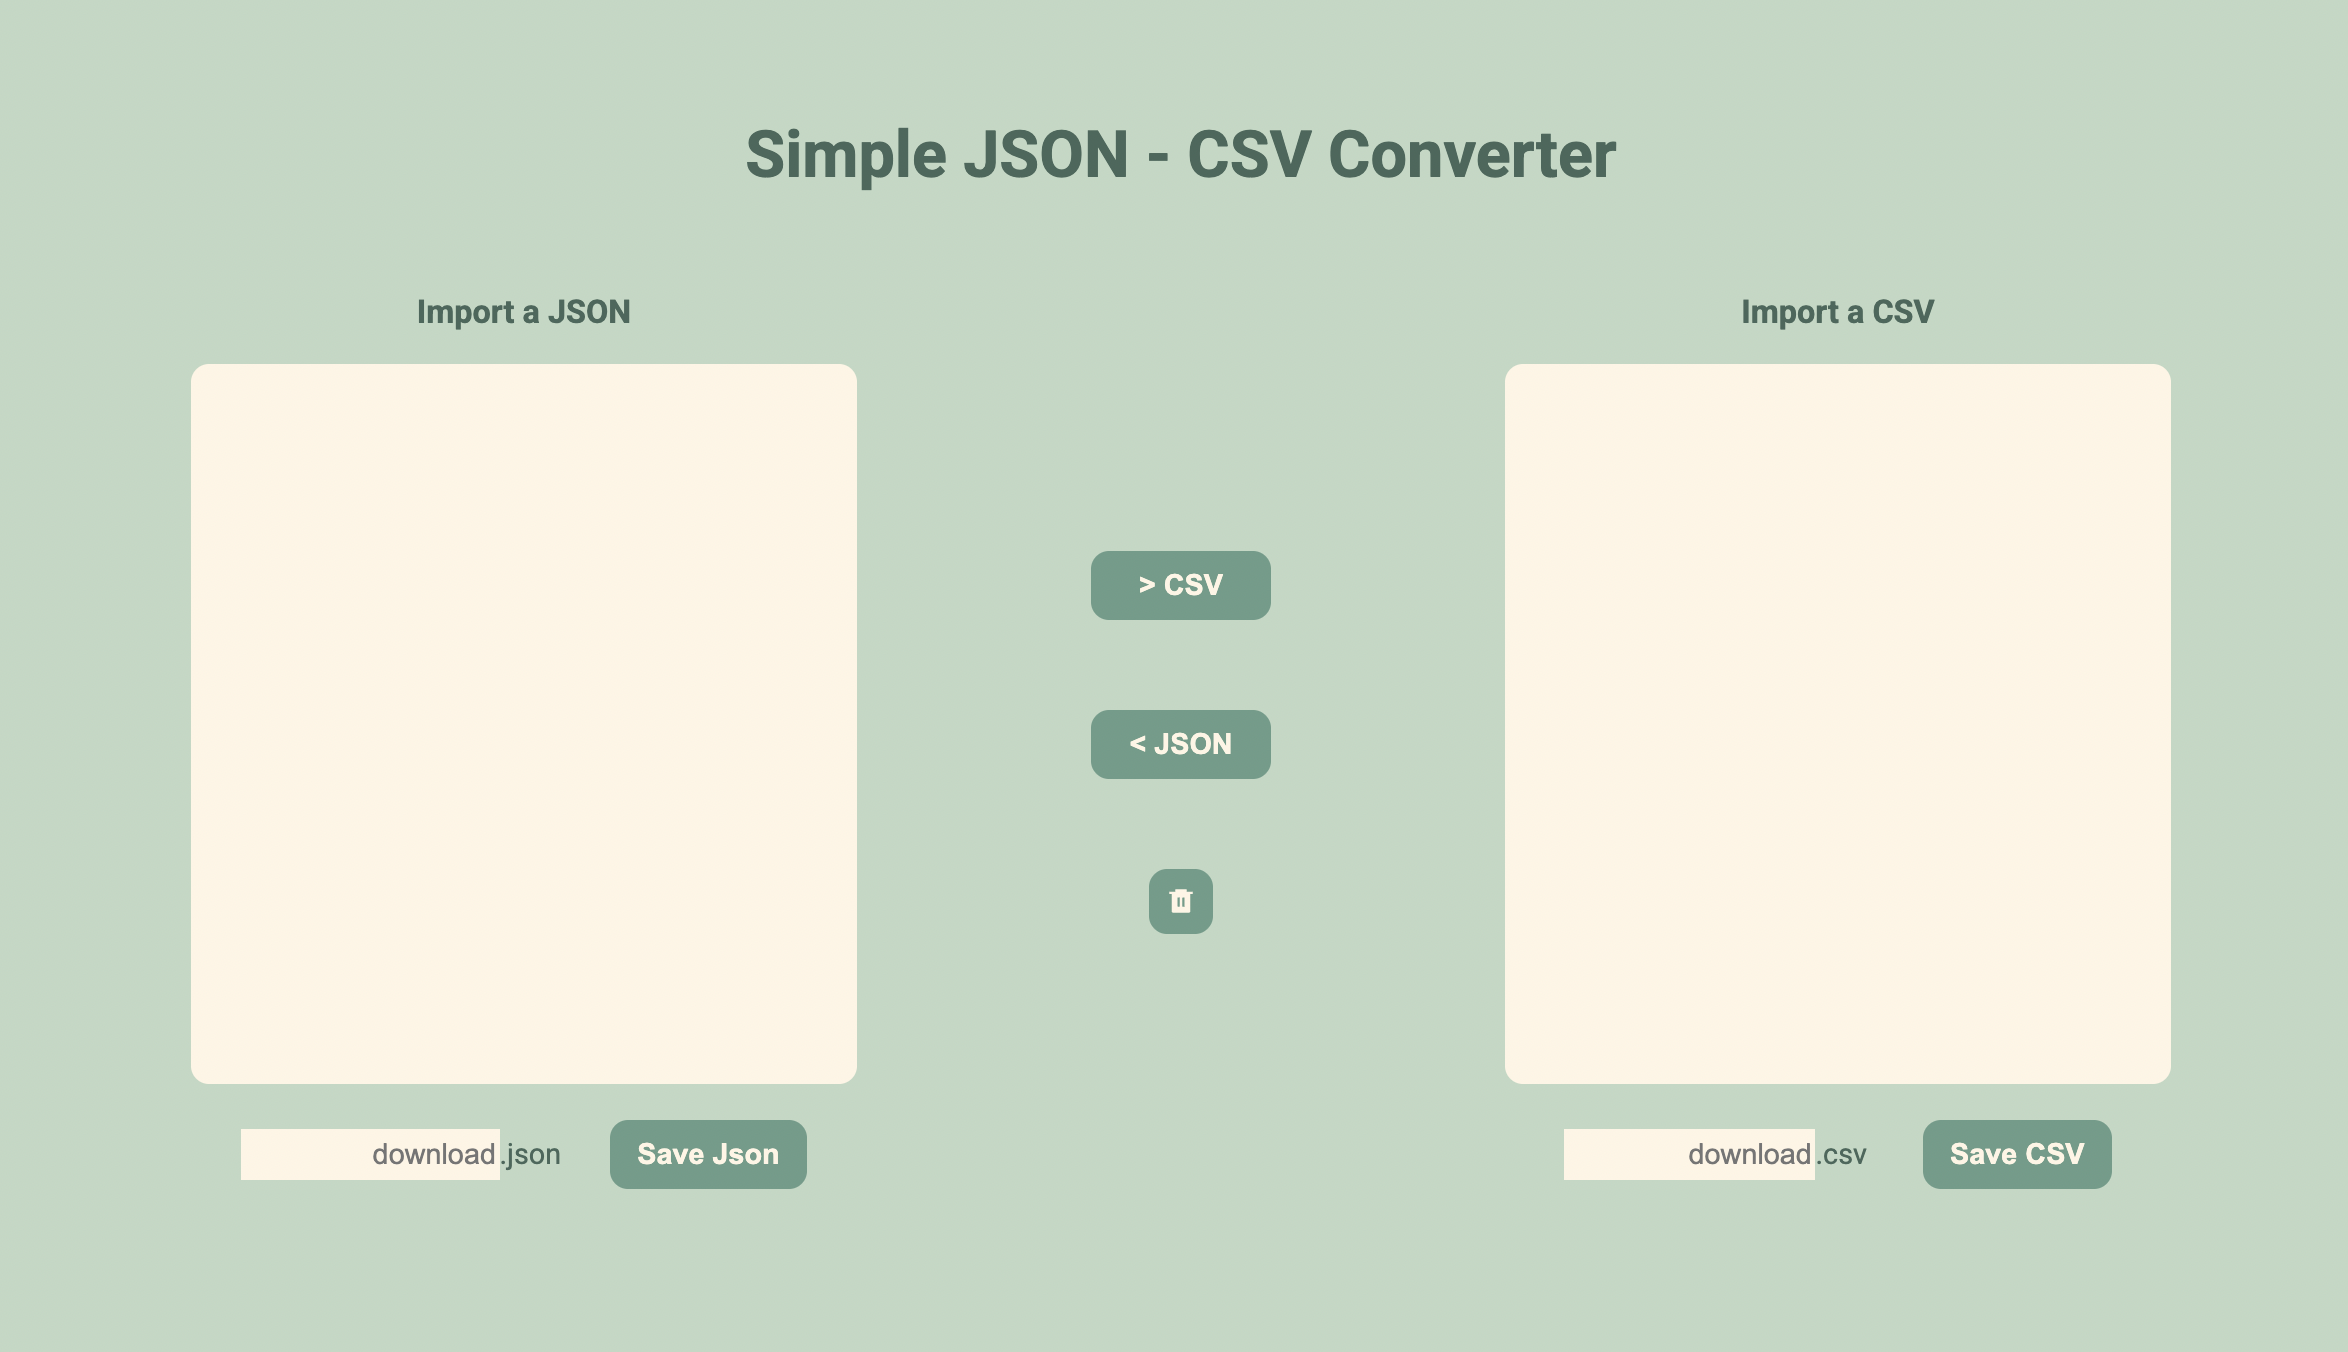 Simple JSON - CSV Converter
Import a JSON
Import a CSV
> CSV
< JSON
download.json
Save Json
download.csv
Save CSV